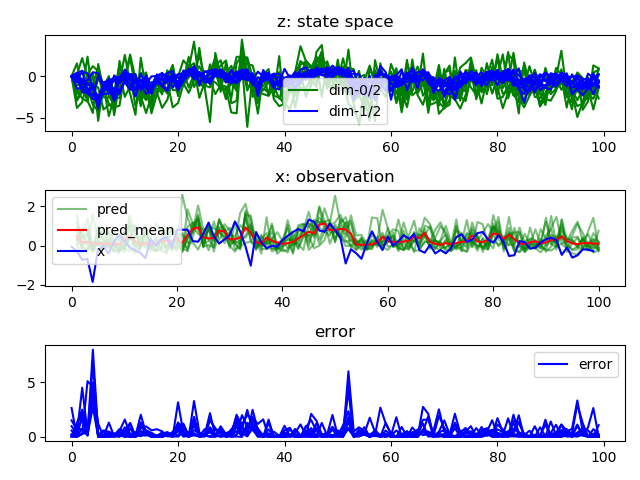 z: state space
0
−5
dim-0/2
dim-1/2
0 20 40 60 80 100
x: observation
2
0
−2
pred
pred_mean
x
0 20 40 60 80 100
error
5
0
error
0 20 40 60 80 100